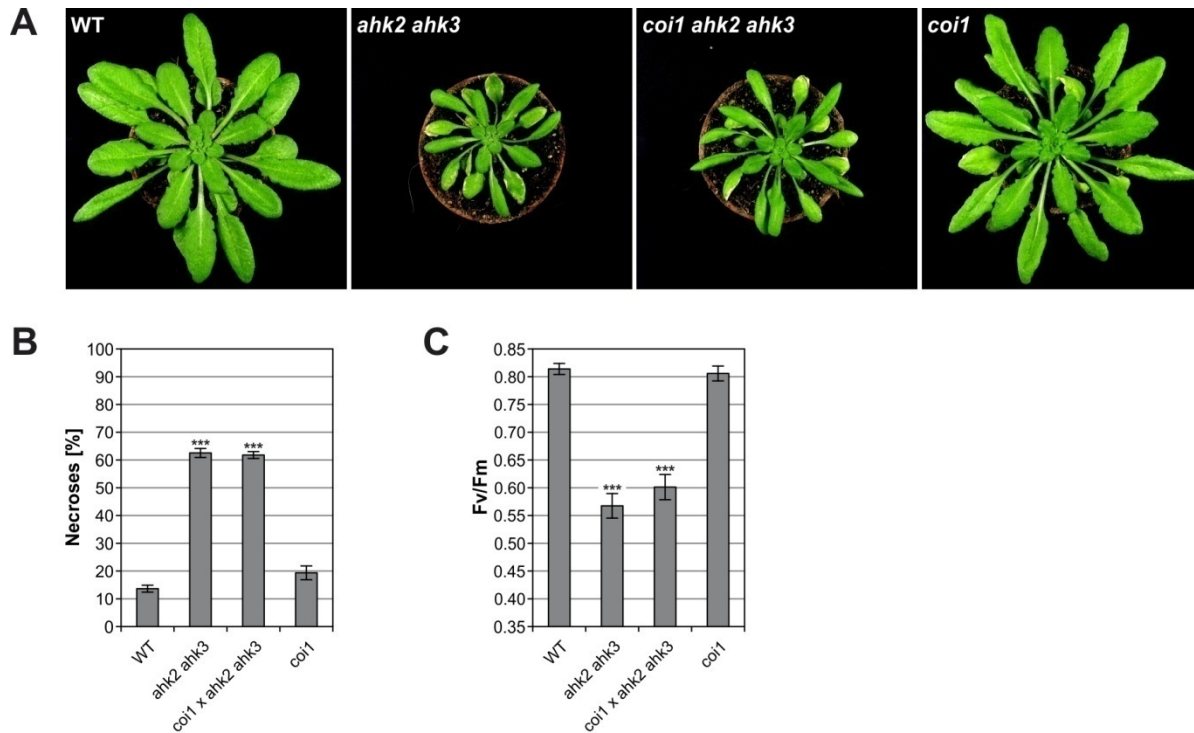 A
WT
ahk2 ahk3
coi1 ahk2 ahk3
coi1
B
Necroses [%]
100
90
80
70
60
50
40
30
20
10
0
***
***
WT
ahk2 ahk3
coi1 x ahk2 ahk3
coi1
C
Fv/Fm
0.85
0.80
0.75
0.70
0.65
0.60
0.55
0.50
0.45
0.40
0.35
***
***
WT
ahk2 ahk3
coi1 x ahk2 ahk3
coi1